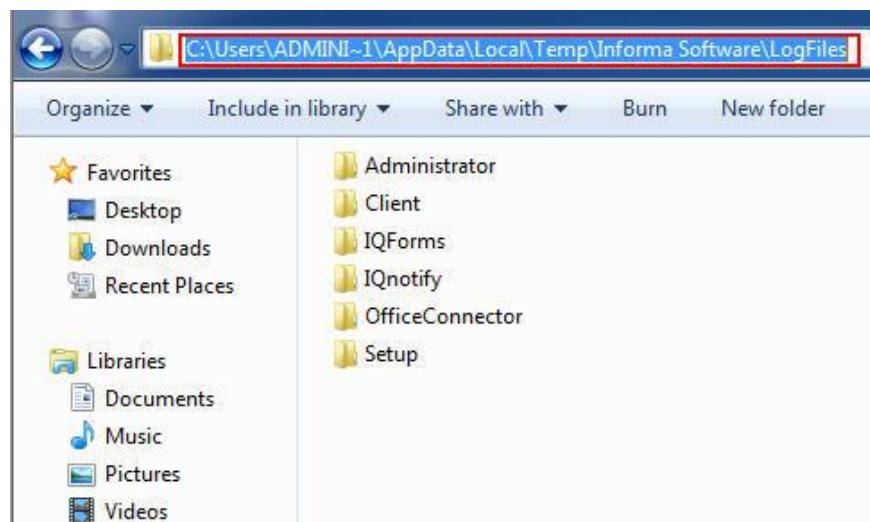 C:\Users\ADMINI~1\AppData\Local\Temp\Informa Software\LogFiles
Organize Include in library Share with Burn New folder
Favorites
Desktop
Downloads
Recent Places
Libraries
Documents
Music
Pictures
Videos
Administrator
Client
IQForms
IQnotify
OfficeConnector
Setup